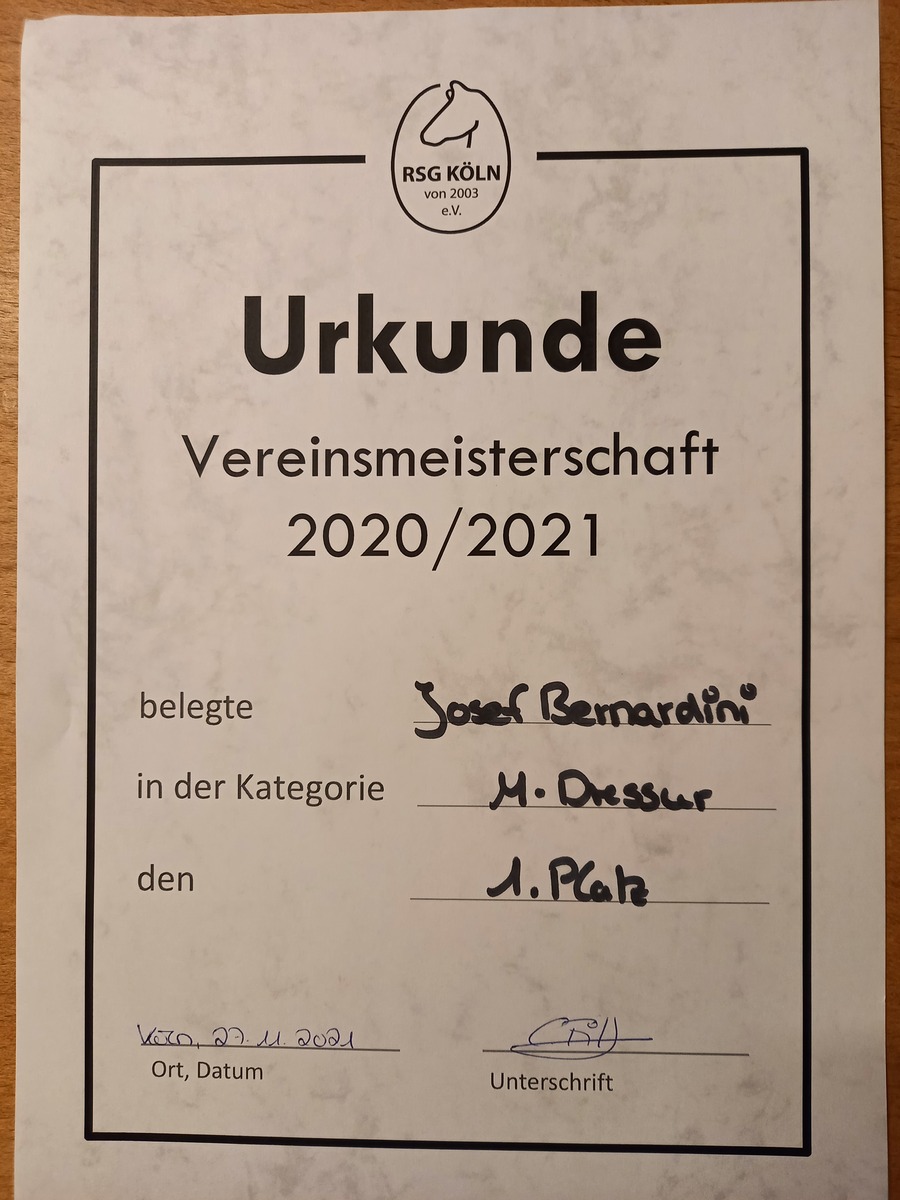 RSG KÖLN
von 2003
e.V.
Urkunde
Vereinsmeisterschaft
2020/2021
belegte Josef Bernardini
in der Kategorie M. Dressur
den 1. Platz
Köln, 27.11.2021
Ort, Datum
Unterschrift